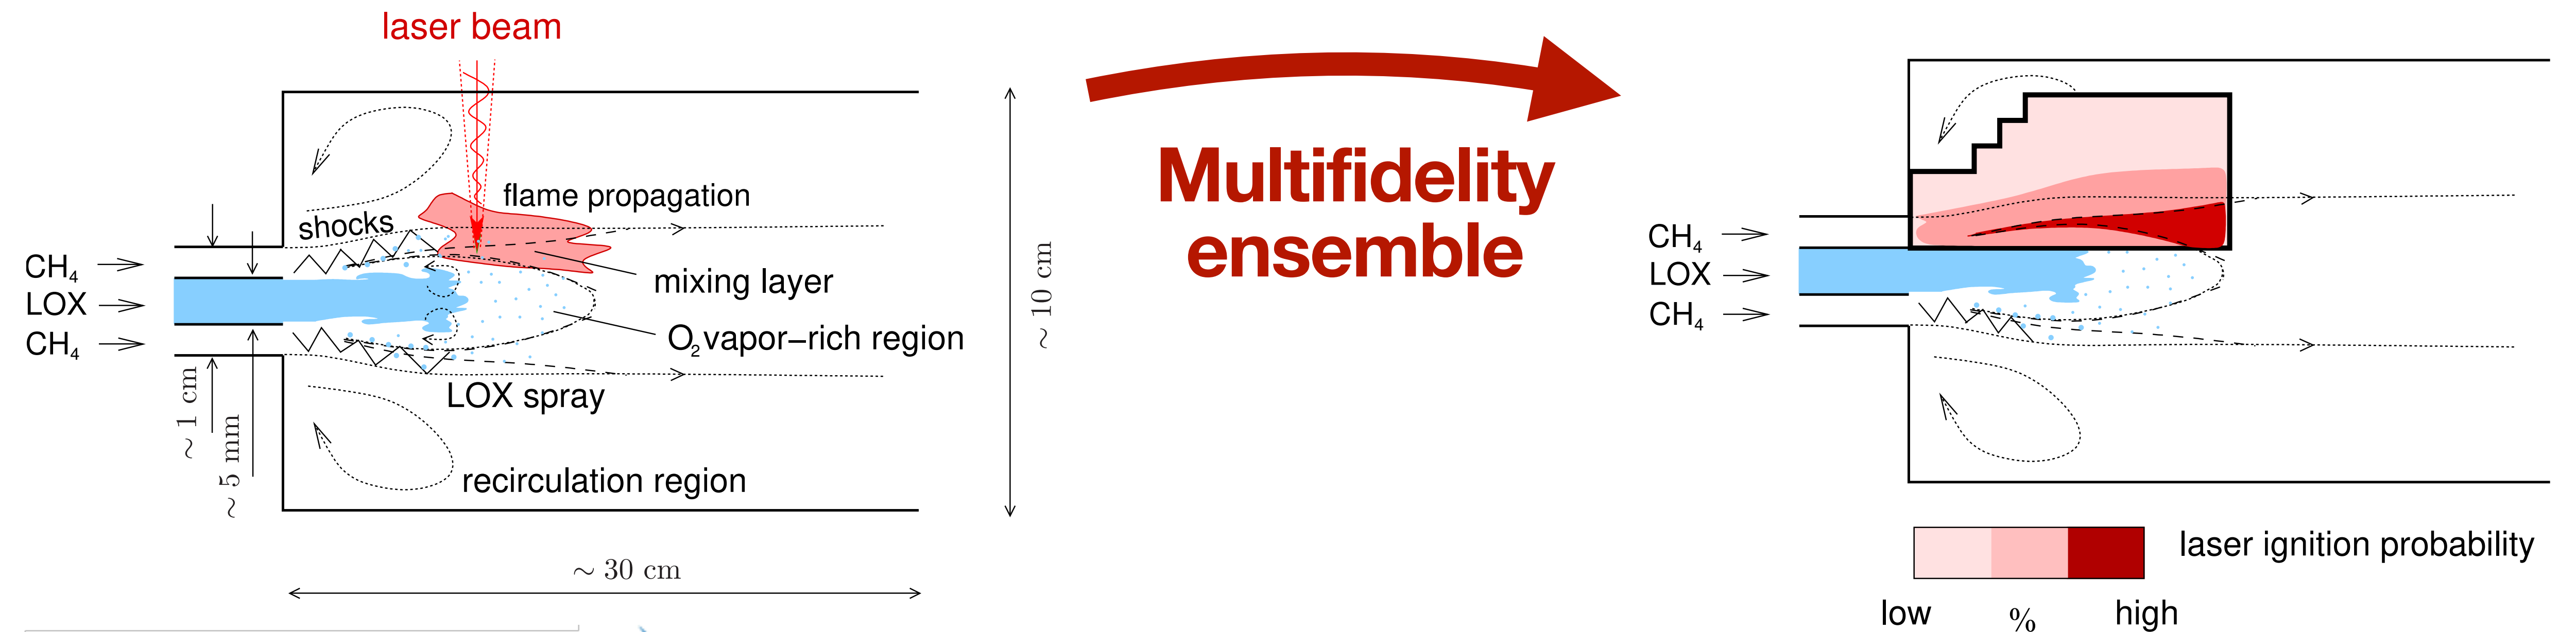 laser beam
flame propagation
shocks
CH4
LOX
CH4
mixing layer
O2 vapor–rich region
LOX spray
recirculation region
~ 1 cm
~ 5 mm
~ 30 cm
~ 10 cm
Multifidelity
ensemble
CH4
LOX
CH4
laser ignition probability
low % high